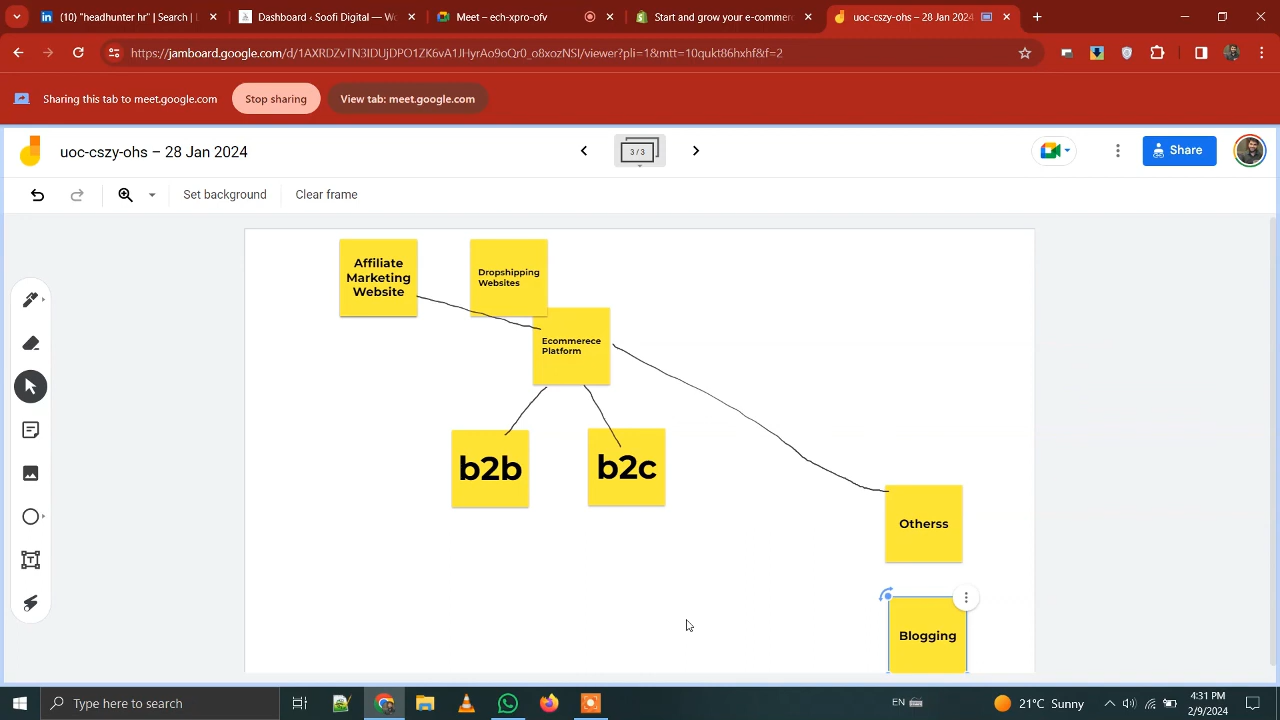 (10) "headhunter hr" | Search | L
Dashboard ‹ Soofi Digital — Wo
Meet – ech-xpro-ofv
Start and grow your e-commerc
uoc-cszy-ohs – 28 Jan 2024
https://jamboard.google.com/d/1AXRDZvTN3IDUjDPO1ZK6vA1JHyrAo9oQr0_o8xozNSI/viewer?pli=1&mtt=10qukt86hxhf&f=2
Sharing this tab to meet.google.com
Stop sharing
View tab: meet.google.com
uoc-cszy-ohs – 28 Jan 2024
3 / 3
Share
Set background
Clear frame
Affiliate
Marketing
Website
Dropshipping
Websites
Ecommerece
Platform
b2b
b2c
Otherss
Blogging
Type here to search
EN
21°C Sunny
4:31 PM
2/9/2024